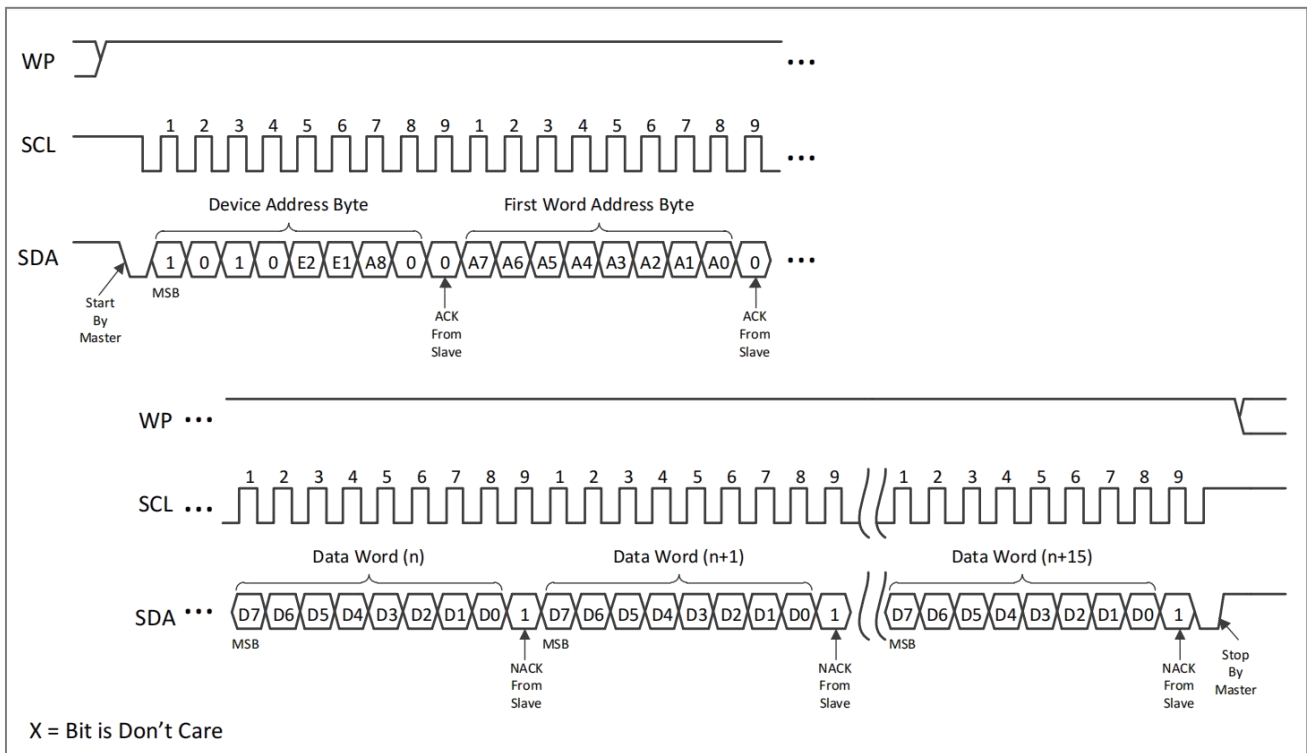 WP
...
1 2 3 4 5 6 7 8 9 1 2 3 4 5 6 7 8 9
SCL
...
Device Address Byte First Word Address Byte
SDA 1 0 1 0 E2 E1 A8 0 0 A7 A6 A5 A4 A3 A2 A1 A0 0 ...
MSB
Start
By
Master
ACK
From
Slave
ACK
From
Slave
WP ...
1 2 3 4 5 6 7 8 9 1 2 3 4 5 6 7 8 9 1 2 3 4 5 6 7 8 9
SCL ...
Data Word (n) Data Word (n+1) Data Word (n+15)
SDA ... D7 D6 D5 D4 D3 D2 D1 D0 1 D7 D6 D5 D4 D3 D2 D1 D0 1 D7 D6 D5 D4 D3 D2 D1 D0 1
MSB MSB MSB
NACK
From
Slave
NACK
From
Slave
NACK
From
Slave
Stop
By
Master
X = Bit is Don't Care